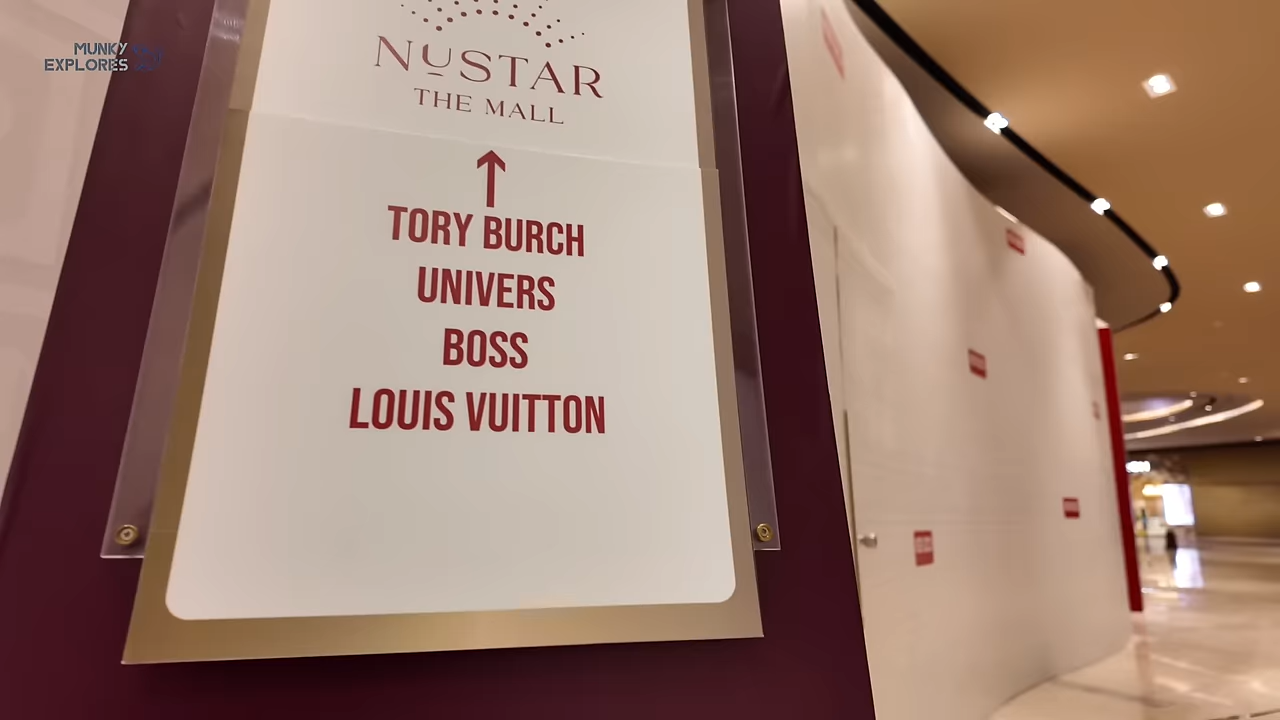 MUNKY
EXPLORES
NUSTAR
THE MALL
↑
TORY BURCH
UNIVERS
BOSS
LOUIS VUITTON